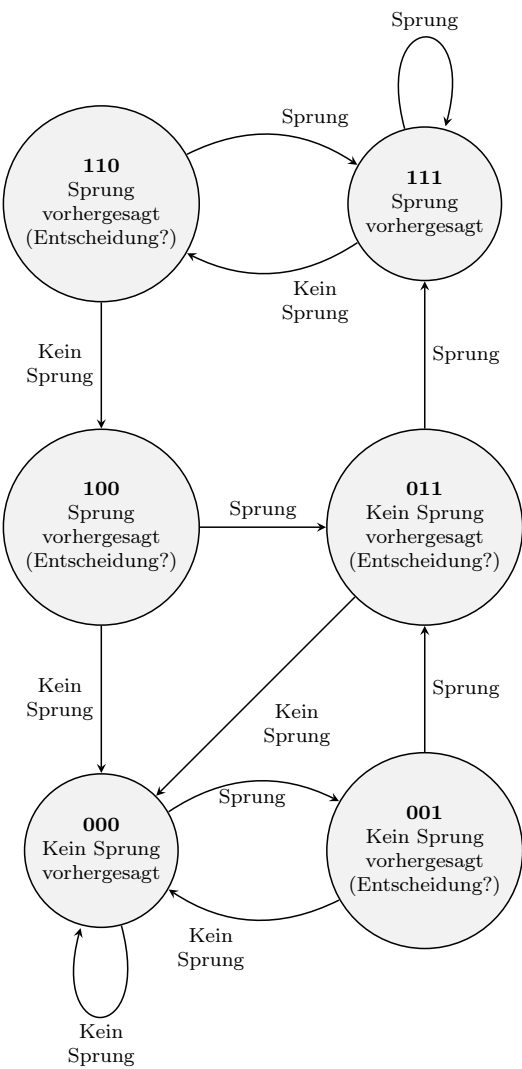 Sprung
110
Sprung
vorhergesagt
(Entscheidung?)
Sprung
111
Sprung
vorhergesagt
Kein
Sprung
Kein
Sprung
Sprung
100
Sprung
vorhergesagt
(Entscheidung?)
Sprung
011
Kein Sprung
vorhergesagt
(Entscheidung?)
Kein
Sprung
Kein
Sprung
Sprung
000
Kein Sprung
vorhergesagt
Sprung
001
Kein Sprung
vorhergesagt
(Entscheidung?)
Kein
Sprung
Kein
Sprung